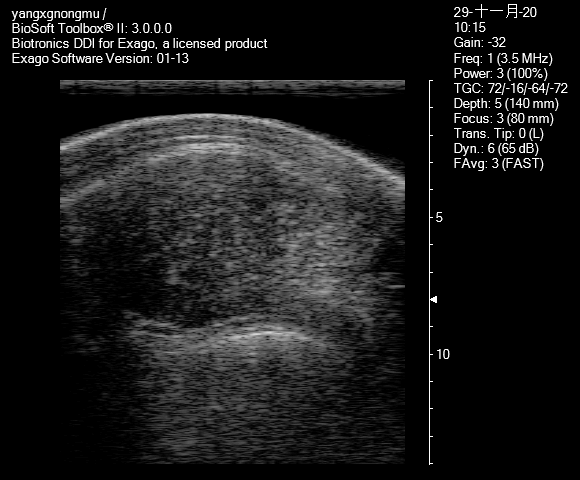 yangxgnongmu /
BioSoft Toolbox® II: 3.0.0.0
Biotronics DDI for Exago, a licensed product
Exago Software Version: 01-13
29-十一月-20
10:15
Gain: -32
Freq: 1 (3.5 MHz)
Power: 3 (100%)
TGC: 72/-16/-64/-72
Depth: 5 (140 mm)
Focus: 3 (80 mm)
Trans. Tip: 0 (L)
Dyn.: 6 (65 dB)
FAvg: 3 (FAST)
5
10